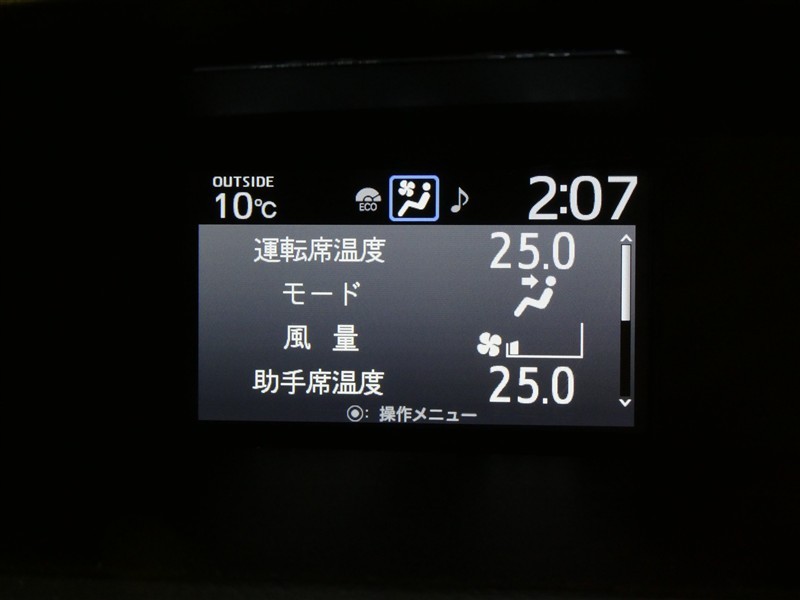 OUTSIDE
10℃
ECO
2:07
運転席温度 25.0
モード
風 量
助手席温度 25.0
◉: 操作メニュー